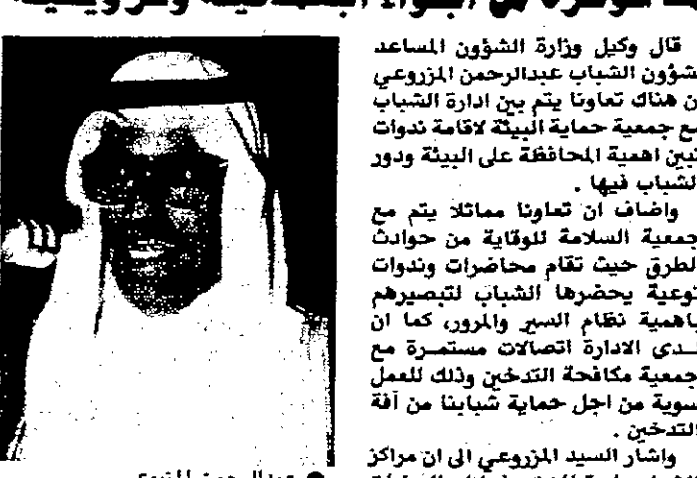 قال وكيل وزارة الشؤون المساعد
لشؤون الشباب عبدالرحمن المزروعي
ان هناك تعاونا يتم بين ادارة الشباب
مع جمعية حماية البيئة لاقامة ندوات
تبين اهمية المحافظة على البيئة ودور
الشباب فيها .
واضاف ان تعاونا مماثلا يتم مع
جمعية السلامة للوقاية من حوادث
الطرق حيث تقام محاضرات وندوات
توعية يحضرها الشباب لتبصيرهم
باهمية نظام السير والمرور، كما ان
لدى الادارة اتصالات مستمرة مع
جمعية مكافحة التدخين وذلك للعمل
سوية من اجل حماية شبابنا من آفة
التدخين .
واشار السيد المزروعي الى ان مراكز